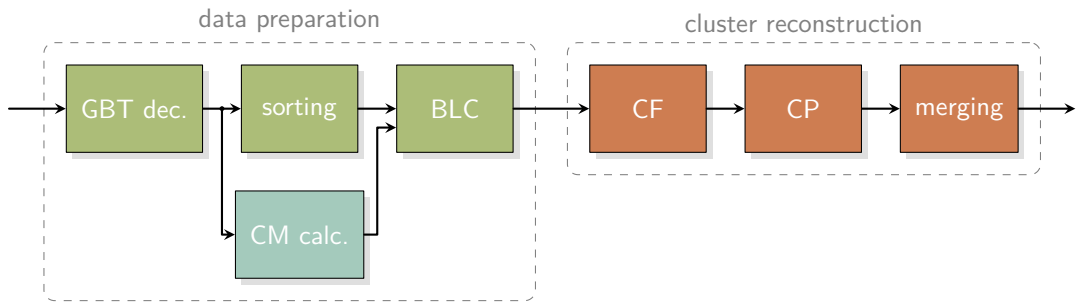 data preparation
cluster reconstruction
GBT dec.
sorting
BLC
CF
CP
merging
CM calc.